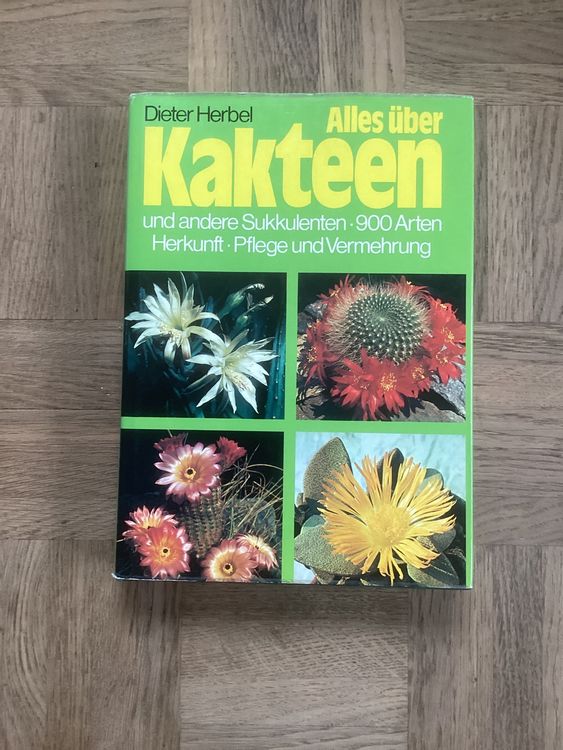 Dieter Herbel
Alles über
Kakteen
und andere Sukkulenten · 900 Arten
Herkunft · Pflege und Vermehrung